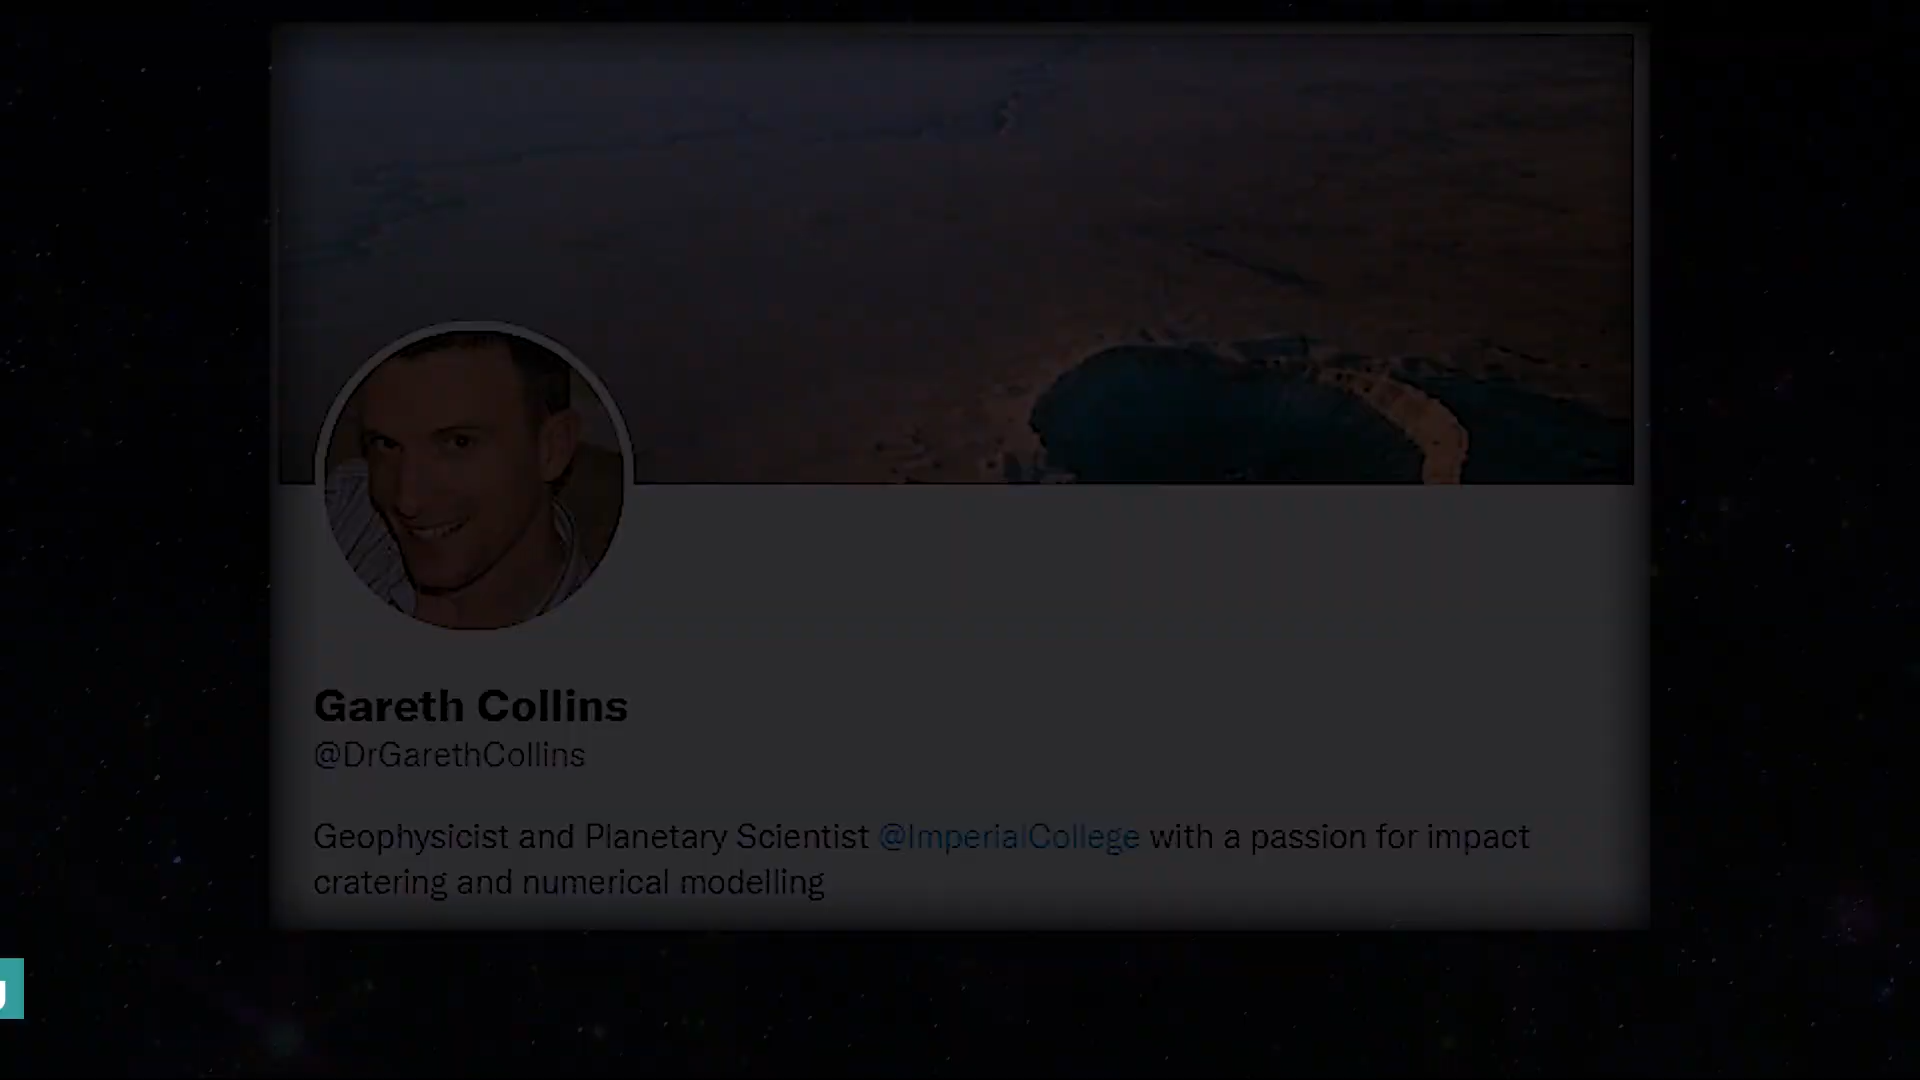 Gareth Collins
@DrGarethCollins
Geophysicist and Planetary Scientist @ImperialCollege with a passion for impact
cratering and numerical modelling